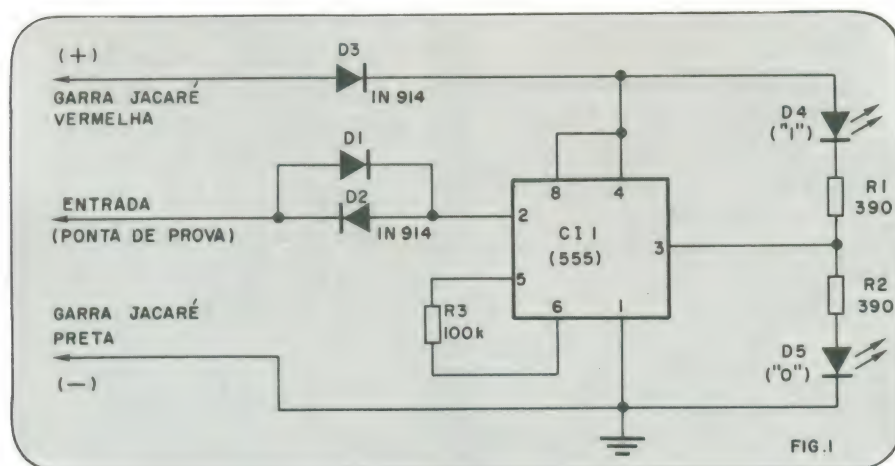 (+)
GARRA JACARÉ
VERMELHA
D3
IN 914
D1
D2
IN 914
ENTRADA
(PONTA DE PROVA)
GARRA JACARÉ
PRETA
(—)
8
4
2
CI 1
(555)
3
5
6
1
R3
100k
D4
("1")
R1
390
R2
390
D5
("0")
FIG.1